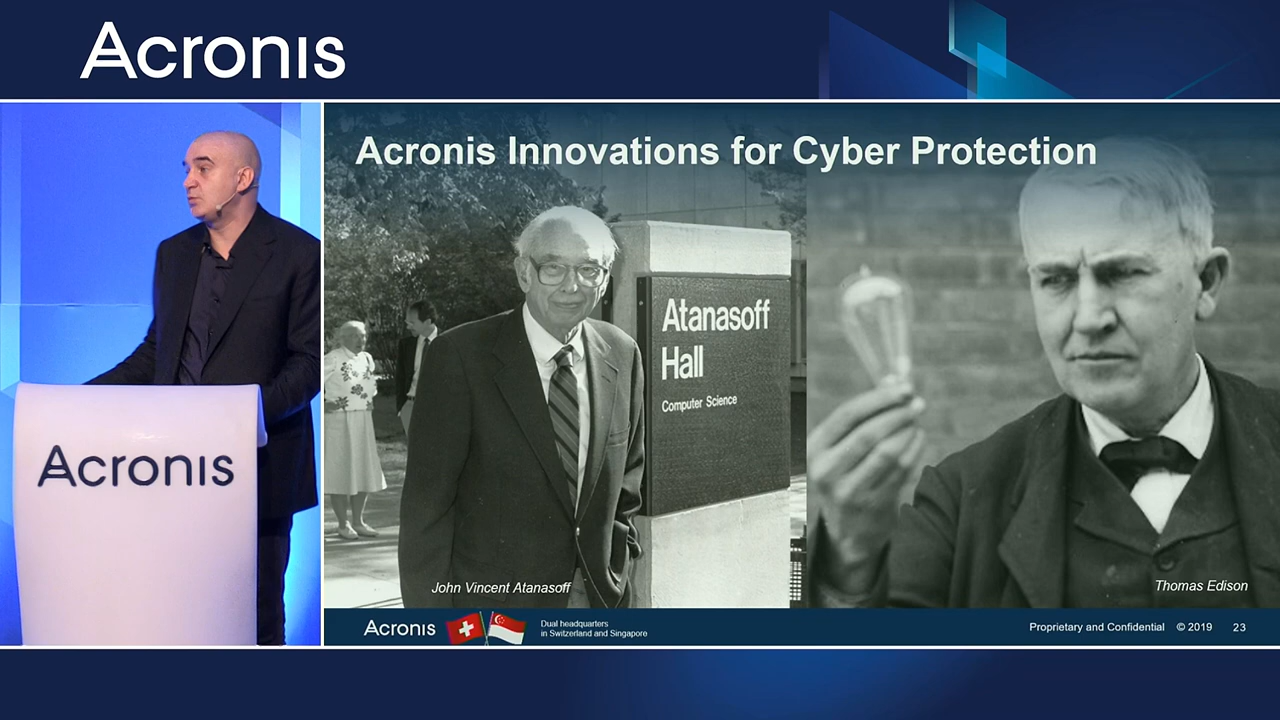 Acronis
Acronis
Acronis Innovations for Cyber Protection
Atanasoff
Hall
Computer Science
John Vincent Atanasoff
Thomas Edison
Acronis
Dual headquarters
in Switzerland and Singapore
Proprietary and Confidential © 2019 23